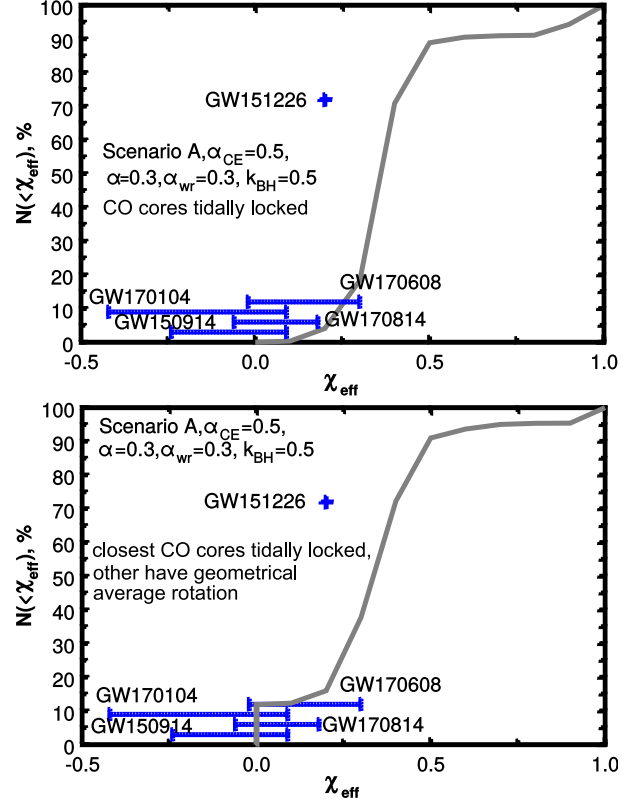 100
90
80
70
60
50
40
30
20
10
0
N(<χeff), %
GW151226
Scenario A,αCE=0.5,
α=0.3,αwr=0.3, kBH=0.5
CO cores tidally locked
GW170608
GW170104
GW150914
GW170814
-0.5 0.0 0.5 1.0
χeff
100
90
80
70
60
50
40
30
20
10
0
N(<χeff), %
Scenario A,αCE=0.5,
α=0.3,αwr=0.3, kBH=0.5
GW151226
closest CO cores tidally locked,
other have geometrical
average rotation
GW170608
GW170104
GW150914
GW170814
-0.5 0.0 0.5 1.0
χeff